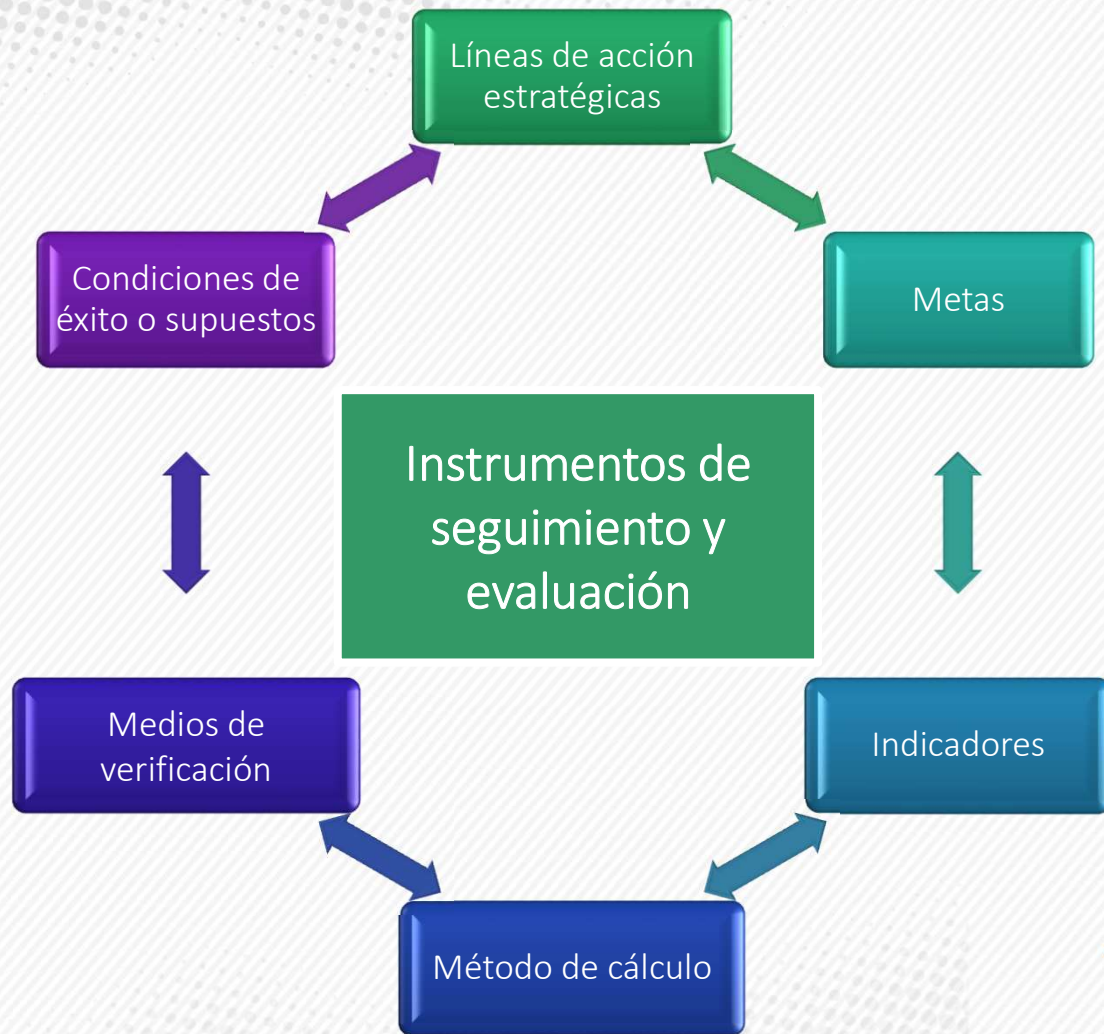 Líneas de acción
estratégicas
Condiciones de
éxito o supuestos
Metas
Instrumentos de
seguimiento y
evaluación
Medios de
verificación
Indicadores
Método de cálculo